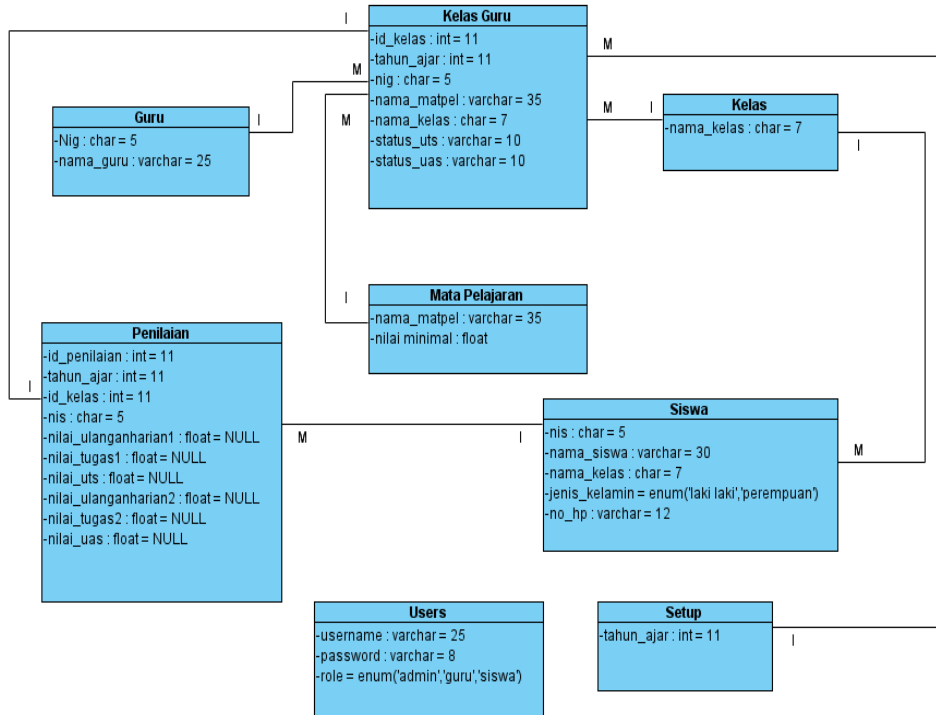 Kelas Guru
-id_kelas : int = 11
-tahun_ajar : int = 11
-nig : char = 5
-nama_matpel : varchar = 35
-nama_kelas : char = 7
-status_uts : varchar = 10
-status_uas : varchar = 10
I
M
M
M
M
I
I
Guru
-Nig : char = 5
-nama_guru : varchar = 25
Kelas
-nama_kelas : char = 7
I
I
Mata Pelajaran
-nama_matpel : varchar = 35
-nilai minimal : float
Penilaian
-id_penilaian : int = 11
-tahun_ajar : int = 11
-id_kelas : int = 11
-nis : char = 5
-nilai_ulanganharian1 : float = NULL
-nilai_tugas1 : float = NULL
-nilai_uts : float = NULL
-nilai_ulanganharian2 : float = NULL
-nilai_tugas2 : float = NULL
-nilai_uas : float = NULL
I
M
I
Siswa
-nis : char = 5
-nama_siswa : varchar = 30
-nama_kelas : char = 7
-jenis_kelamin = enum('laki laki','perempuan')
-no_hp : varchar = 12
M
Users
-username : varchar = 25
-password : varchar = 8
-role = enum('admin','guru','siswa')
Setup
-tahun_ajar : int = 11
I